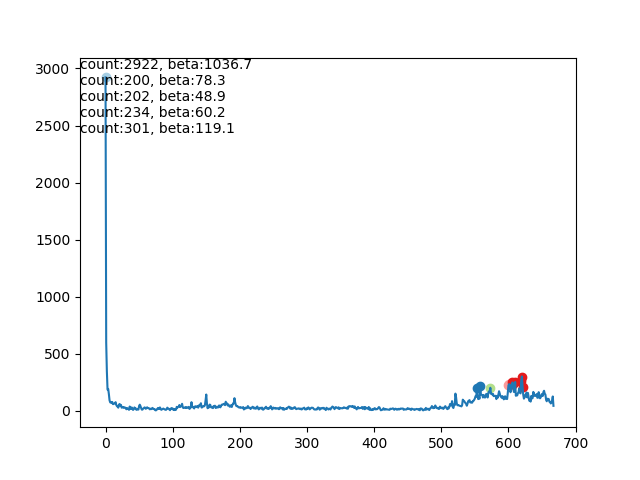 count:2922, beta:1036.7
count:200, beta:78.3
count:202, beta:48.9
count:234, beta:60.2
count:301, beta:119.1
3000
2500
2000
1500
1000
500
0
0 100 200 300 400 500 600 700